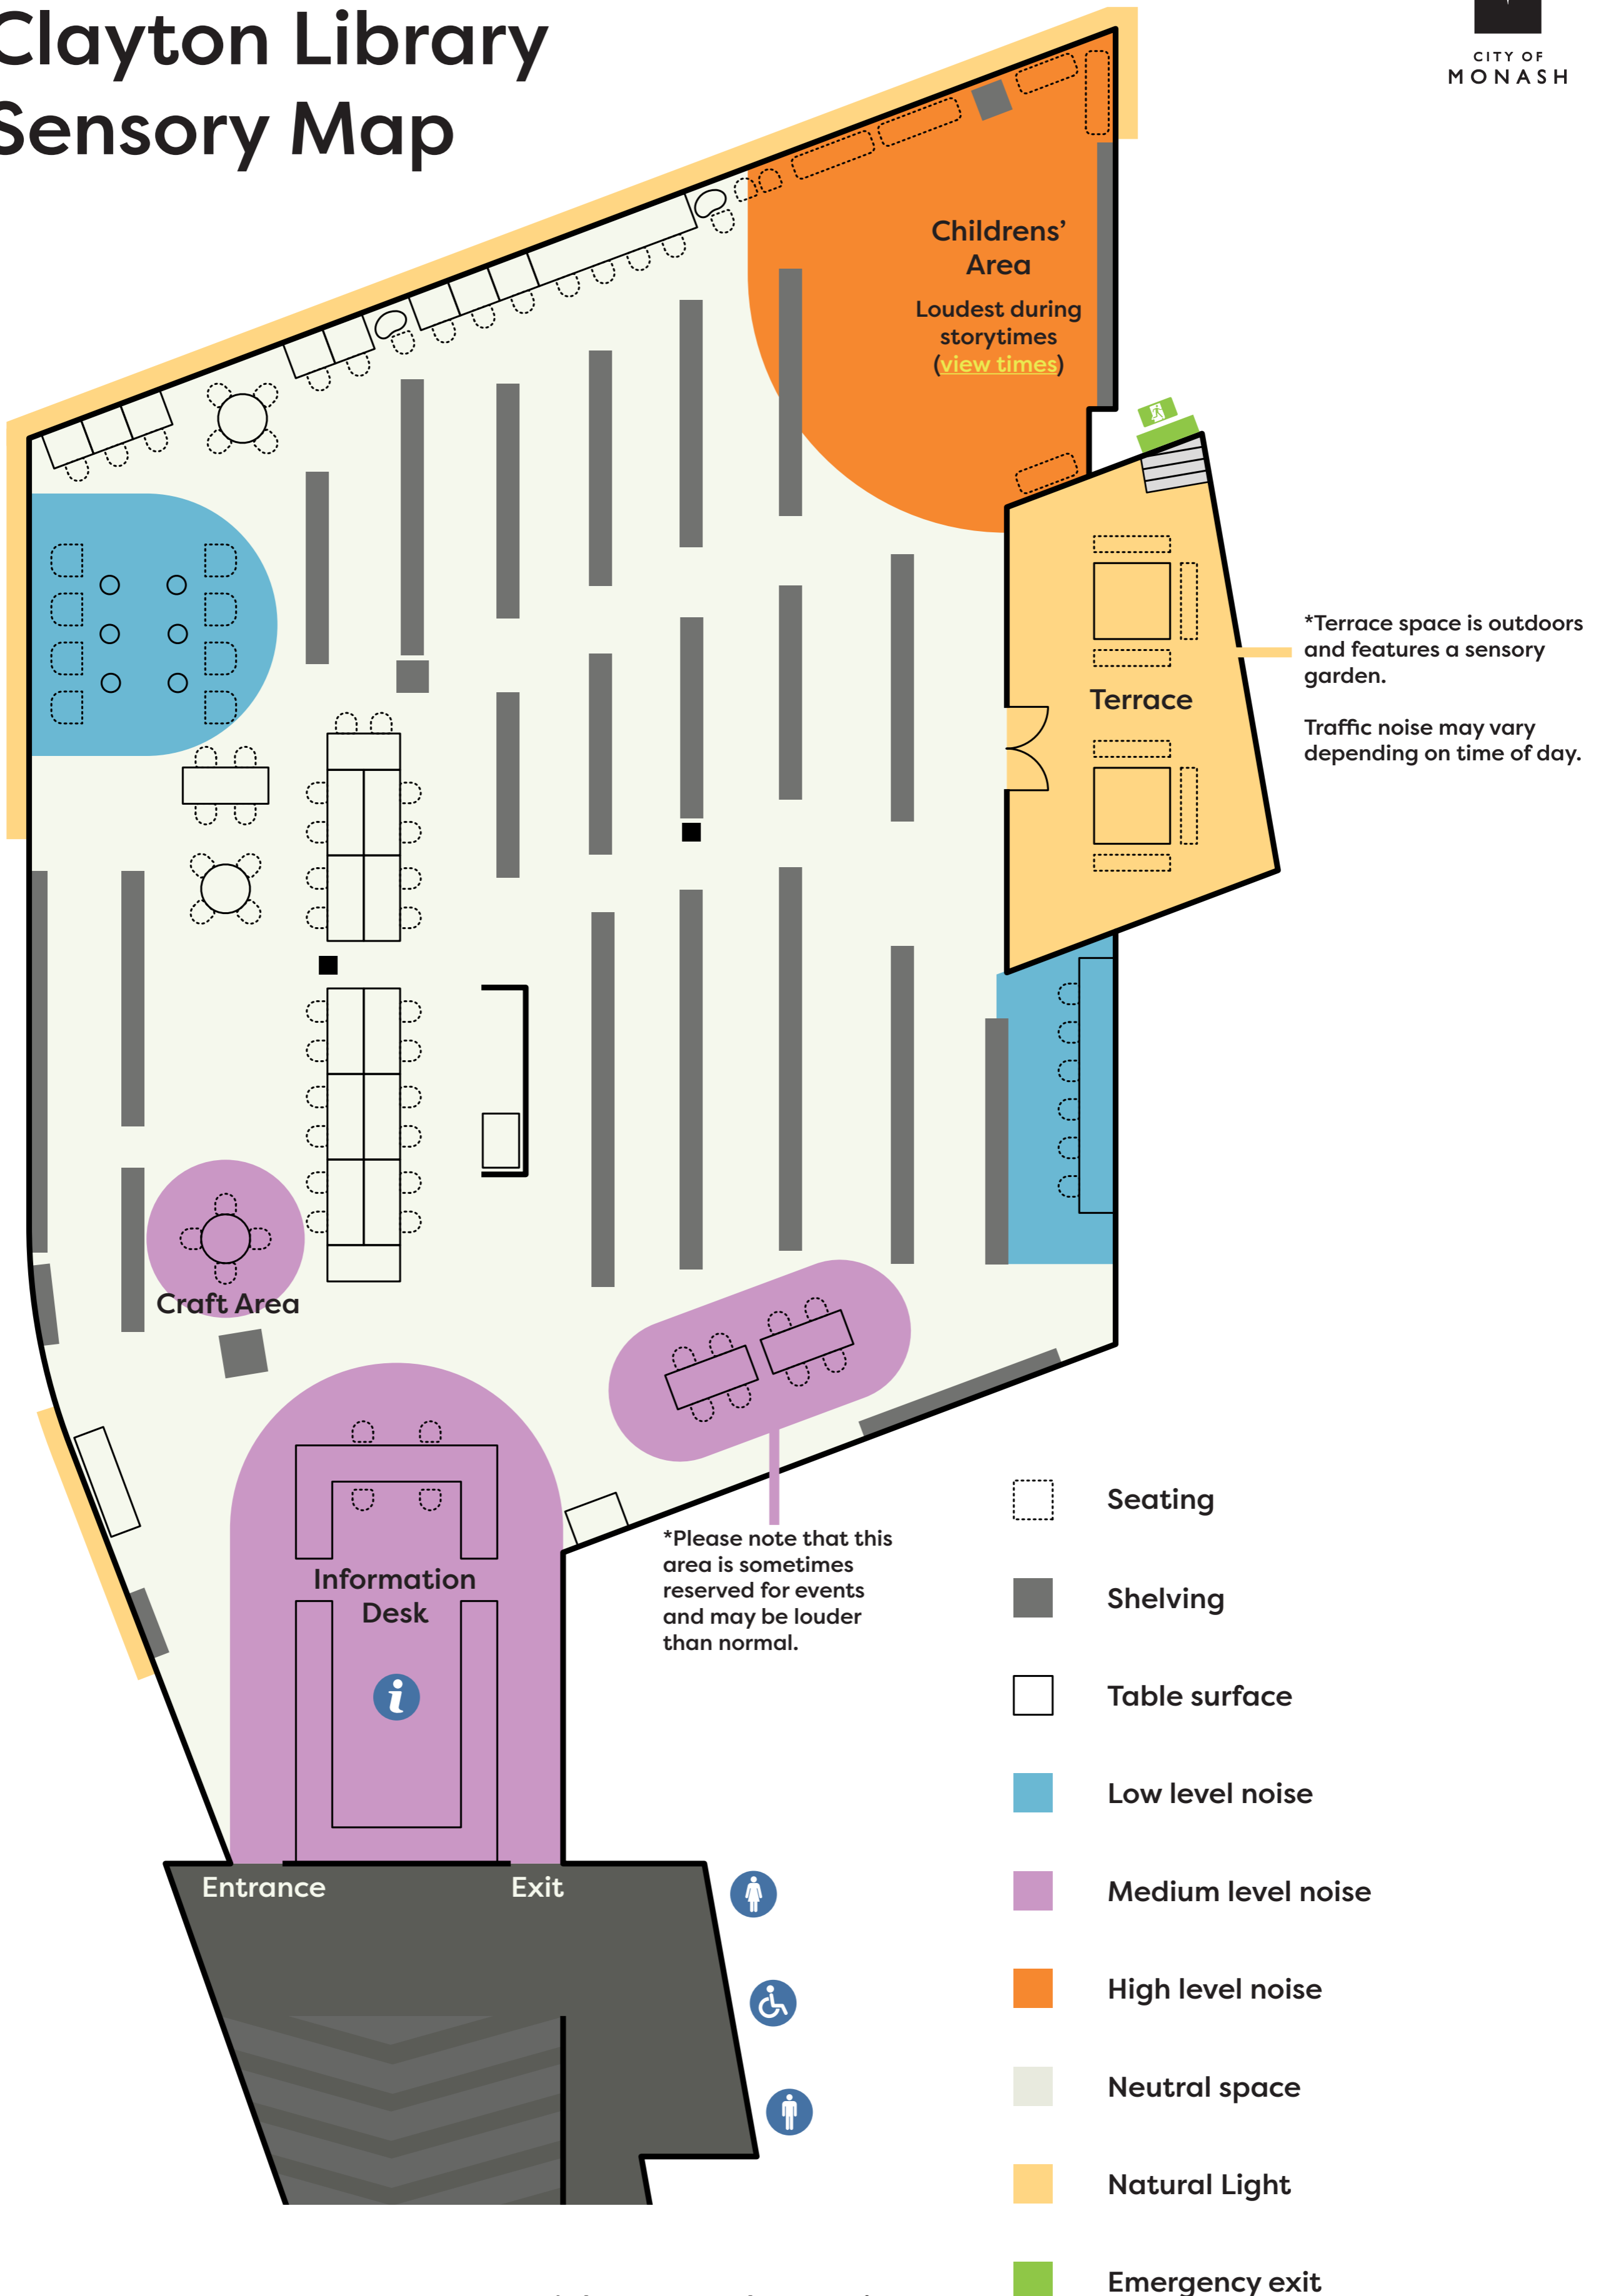 Clayton Library
Sensory Map
CITY OF
MONASH
Childrens'
Area
Loudest during
storytimes
(view times)
*Terrace space is outdoors
and features a sensory
garden.
Traffic noise may vary
depending on time of day.
Terrace
Craft Area
Information
Desk
i
*Please note that this
area is sometimes
reserved for events
and may be louder
than normal.
Entrance
Exit
Seating
Shelving
Table surface
Low level noise
Medium level noise
High level noise
Neutral space
Natural Light
Emergency exit